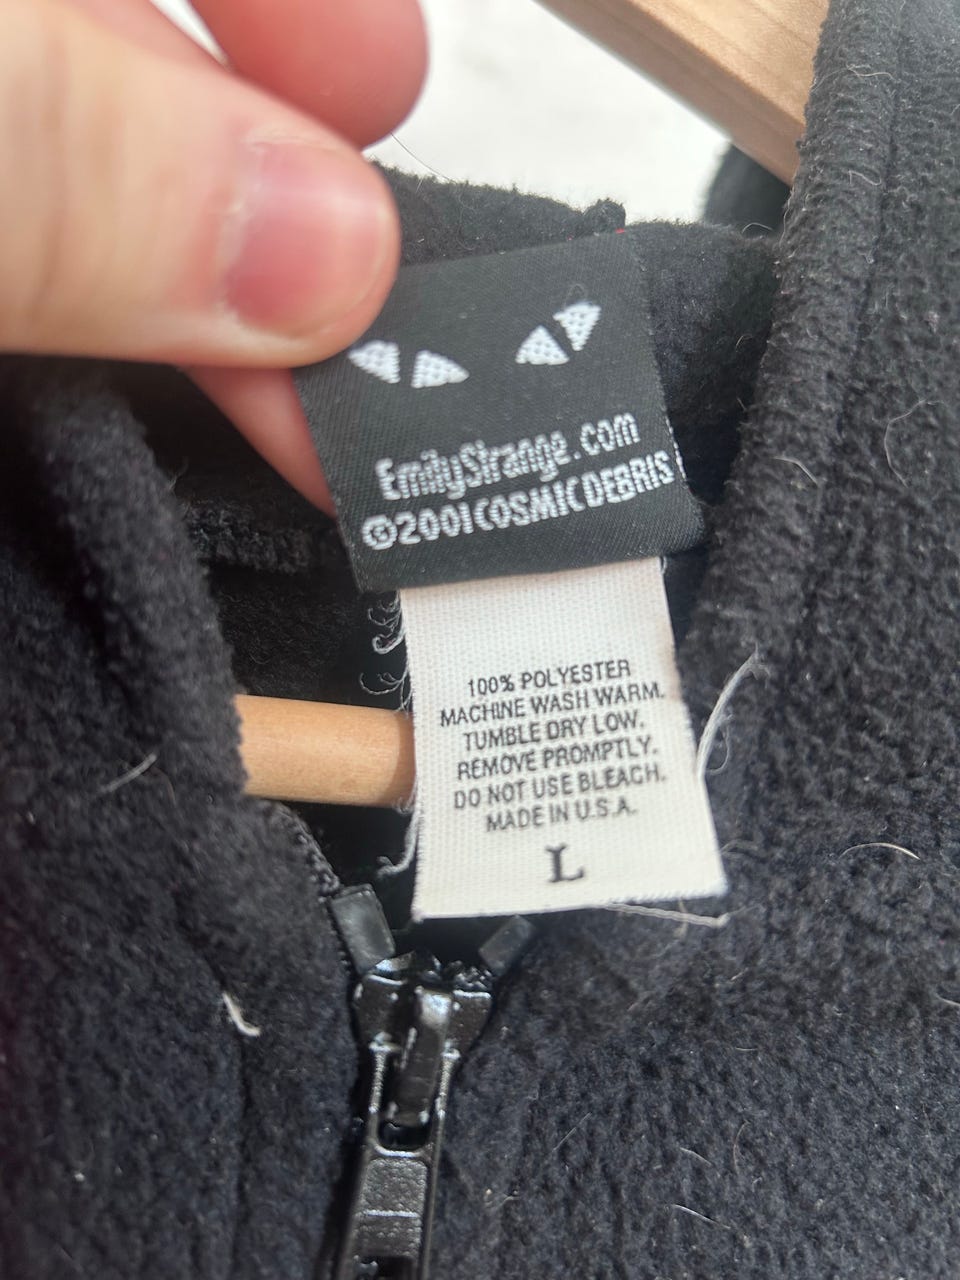 EmilyStrange.com
©2001COSMICDEBRIS
100% POLYESTER
MACHINE WASH WARM.
TUMBLE DRY LOW.
REMOVE PROMPTLY.
DO NOT USE BLEACH.
MADE IN U.S.A.
L